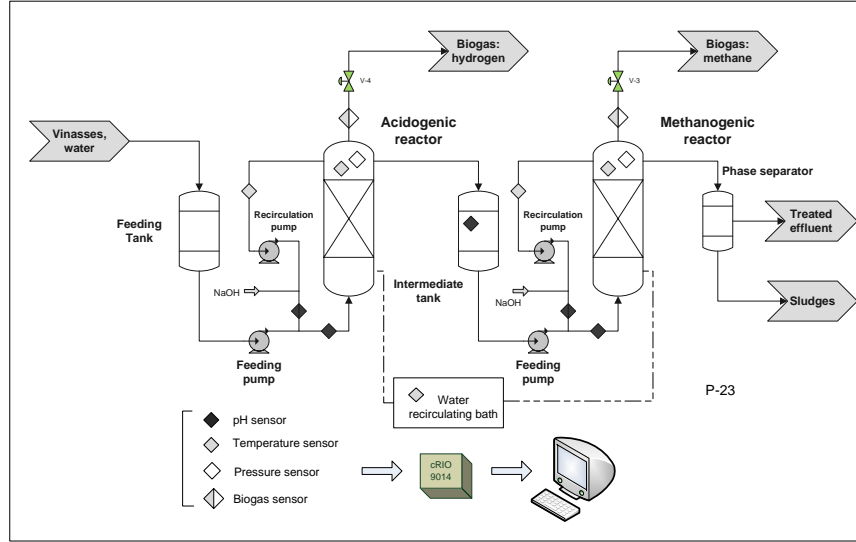 Biogas:
hydrogen
Biogas:
methane
V-4
V-3
Acidogenic
reactor
Methanogenic
reactor
Vinasses,
water
Phase separator
Feeding
Tank
Recirculation
pump
Recirculation
pump
Treated
effluent
NaOH
Intermediate
tank
NaOH
Sludges
Feeding
pump
Feeding
pump
Water
recirculating bath
P-23
pH sensor
Temperature sensor
Pressure sensor
Biogas sensor
cRIO
9014